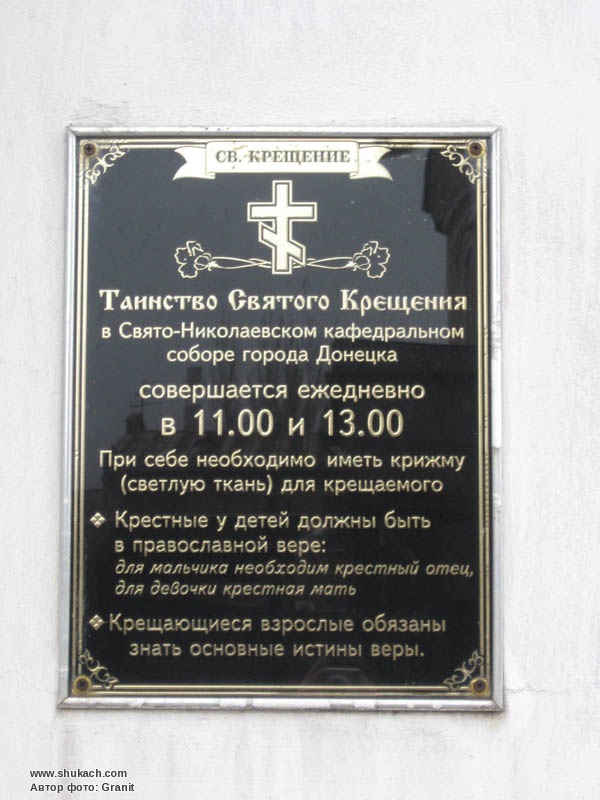 СВ. КРЕЩЕНИЕ
Таинство Святого Крещения
в Свято-Николаевском кафедральном
соборе города Донецка
совершается ежедневно
в 11.00 и 13.00
При себе необходимо иметь крижму
(светлую ткань) для крещаемого
❖ Крестные у детей должны быть
в православной вере:
для мальчика необходим крестный отец,
для девочки крестная мать
❖ Крещающиеся взрослые обязаны
знать основные истины веры.
www.shukach.com
Автор фото: Granit